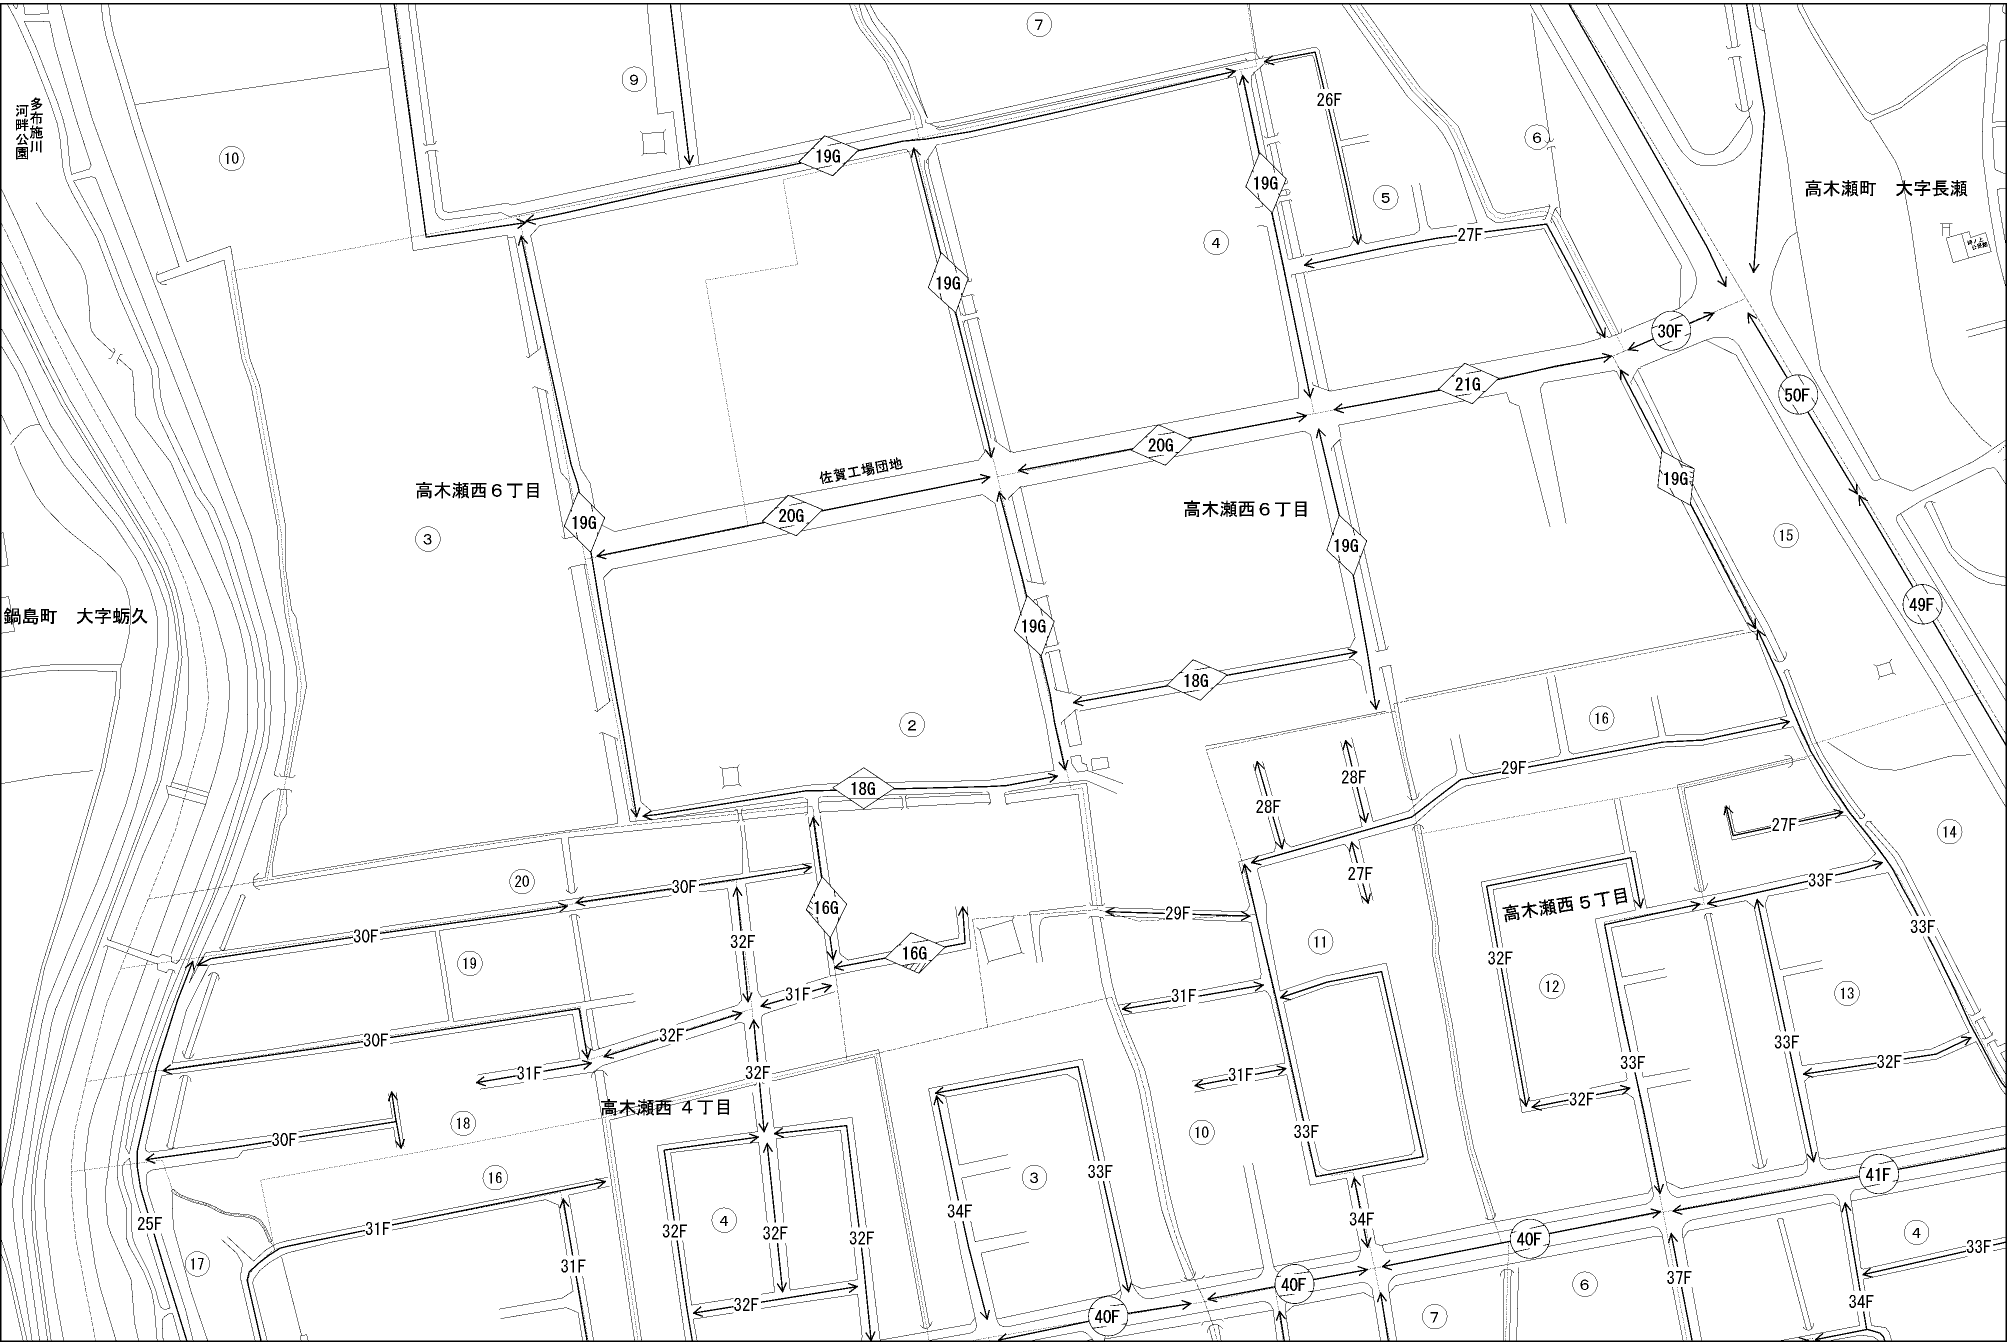 ⑦
⑨
多布施川
河畔公園
26F
⑥
⑩
19G
19G
⑤
高木瀬町 大字長瀬
④
27F
19G
30F
21G
50F
20G
佐賀工場団地
高木瀬西６丁目
19G
20G
19G
高木瀬西６丁目
③
19G
⑮
49F
鍋島町 大字蛎久
19G
18G
②
⑯
29F
28F
28F
18G
27F
⑭
27F
⑳
30F
33F
16G
高木瀬西５丁目
29F
33F
30F
32F
⑪
16G
32F
⑲
⑫
⑬
31F
31F
32F
30F
33F
33F
32F
31F
32F
31F
32F
高木瀬西 ４丁目
⑱
30F
⑩
33F
⑯
③
33F
41F
25F
31F
④
34F
34F
32F
32F
32F
40F
④
33F
⑰
31F
40F
⑥
37F
32F
40F
⑦
34F